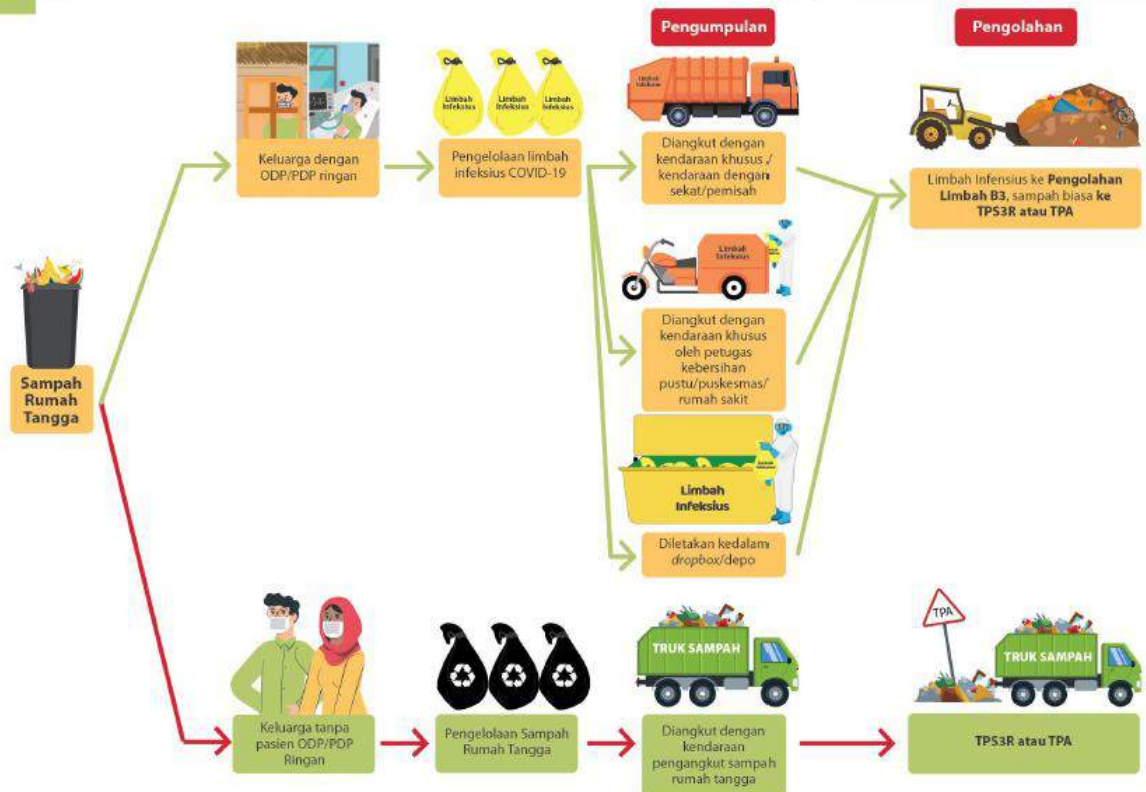 Pengumpulan
Pengolahan
Limbah
Infeksius
Limbah
Infeksius
Limbah
Infeksius
Limbah
Infeksius
Keluarga dengan
ODP/PDP ringan
Pengelolaan limbah
infeksius COVID-19
Diangkut dengan
kendaraan khusus /
kendaraan dengan
sekat/pemisah
Limbah Infensius ke Pengolahan
Limbah B3, sampah biasa ke
TPS3R atau TPA
Limbah
Infeksius
Diangkut dengan
kendaraan khusus
oleh petugas
kebersihan
pustu/puskesmas/
rumah sakit
Sampah
Rumah
Tangga
Limbah
Infeksius
Diletakan kedalam
dropbox/depo
TRUK SAMPAH
TPA
TRUK SAMPAH
Keluarga tanpa
pasien ODP/PDP
Ringan
Pengelolaan Sampah
Rumah Tangga
Diangkut dengan
kendaraan
pengangkut sampah
rumah tangga
TPS3R atau TPA